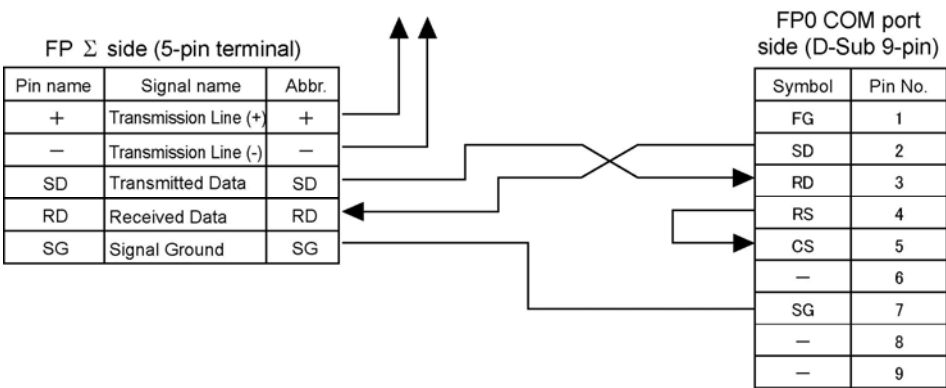 FP Σ side (5-pin terminal)
Pin name Signal name Abbr.
+ Transmission Line (+) +
− Transmission Line (-) −
SD Transmitted Data SD
RD Received Data RD
SG Signal Ground SG
FP0 COM port
side (D-Sub 9-pin)
Symbol Pin No.
FG 1
SD 2
RD 3
RS 4
CS 5
− 6
SG 7
− 8
− 9